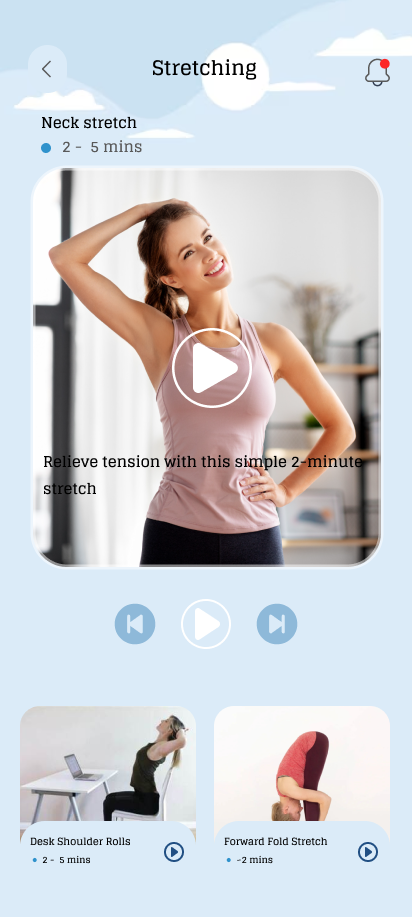 Stretching
Neck stretch
2 -  5 mins
Relieve tension with this simple 2-minute
stretch
Desk Shoulder Rolls
2 -  5 mins
Forward Fold Stretch
~2 mins